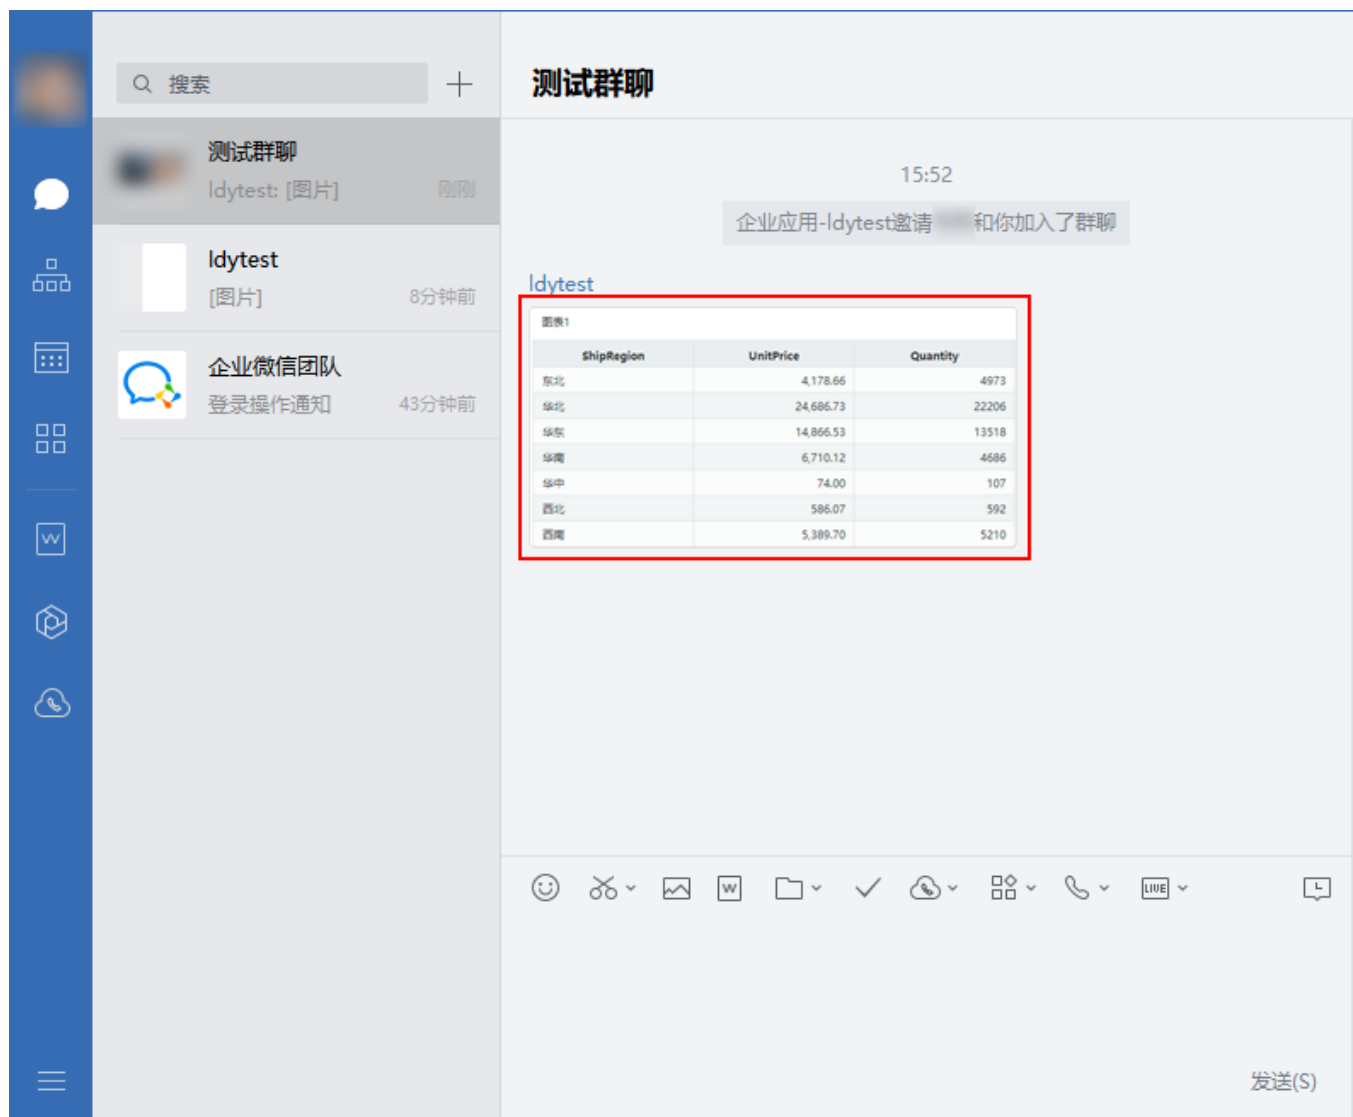 搜索
测试群聊
ldytest: [图片] 刚刚
ldytest
[图片] 8分钟前
企业微信团队
登录操作通知 43分钟前
测试群聊
15:52
企业应用-ldytest邀请 和你加入了群聊
ldytest
图表1
ShipRegion UnitPrice Quantity
东北 4,178.66 4973
华北 24,686.73 22206
华东 14,866.53 13518
华南 6,710.12 4686
华中 74.00 107
西北 586.07 592
西南 5,389.70 5210
LIVE
发送(S)